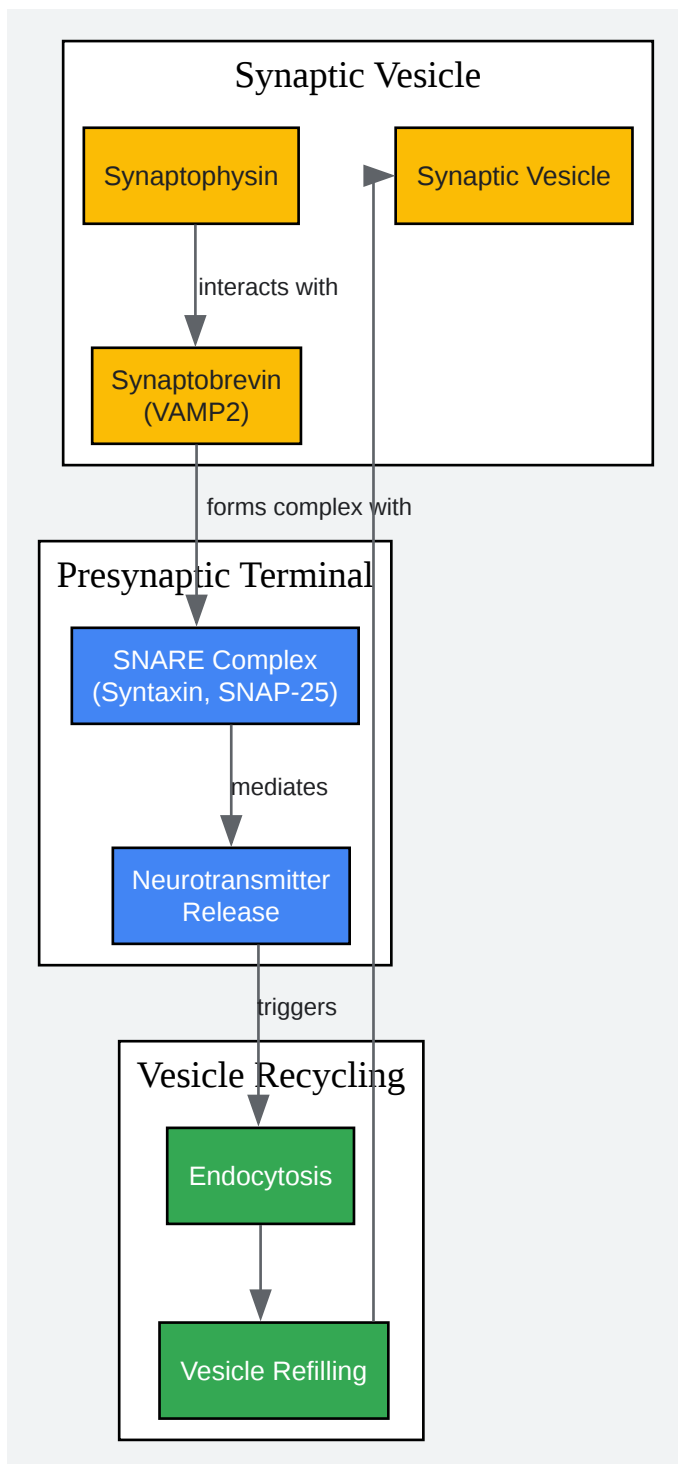 Synaptic Vesicle
Synaptophysin
Synaptic Vesicle
interacts with
Synaptobrevin
(VAMP2)
forms complex with
Presynaptic Terminal
SNARE Complex
(Syntaxin, SNAP-25)
mediates
Neurotransmitter
Release
triggers
Vesicle Recycling
Endocytosis
Vesicle Refilling